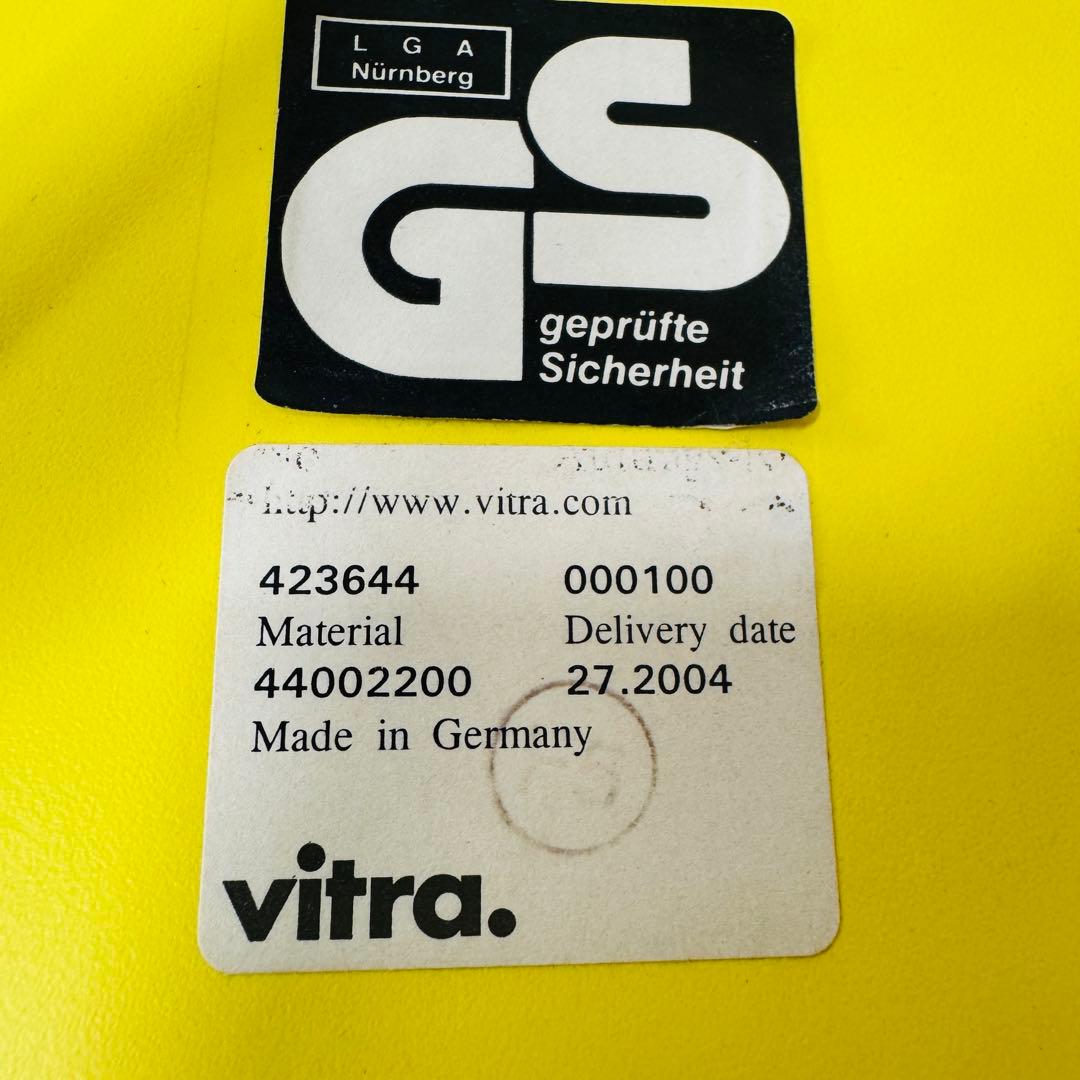 L G A
Nürnberg
GS
geprüfte
Sicherheit
http://www.vitra.com
423644 000100
Material Delivery date
44002200 27.2004
Made in Germany
vitra.